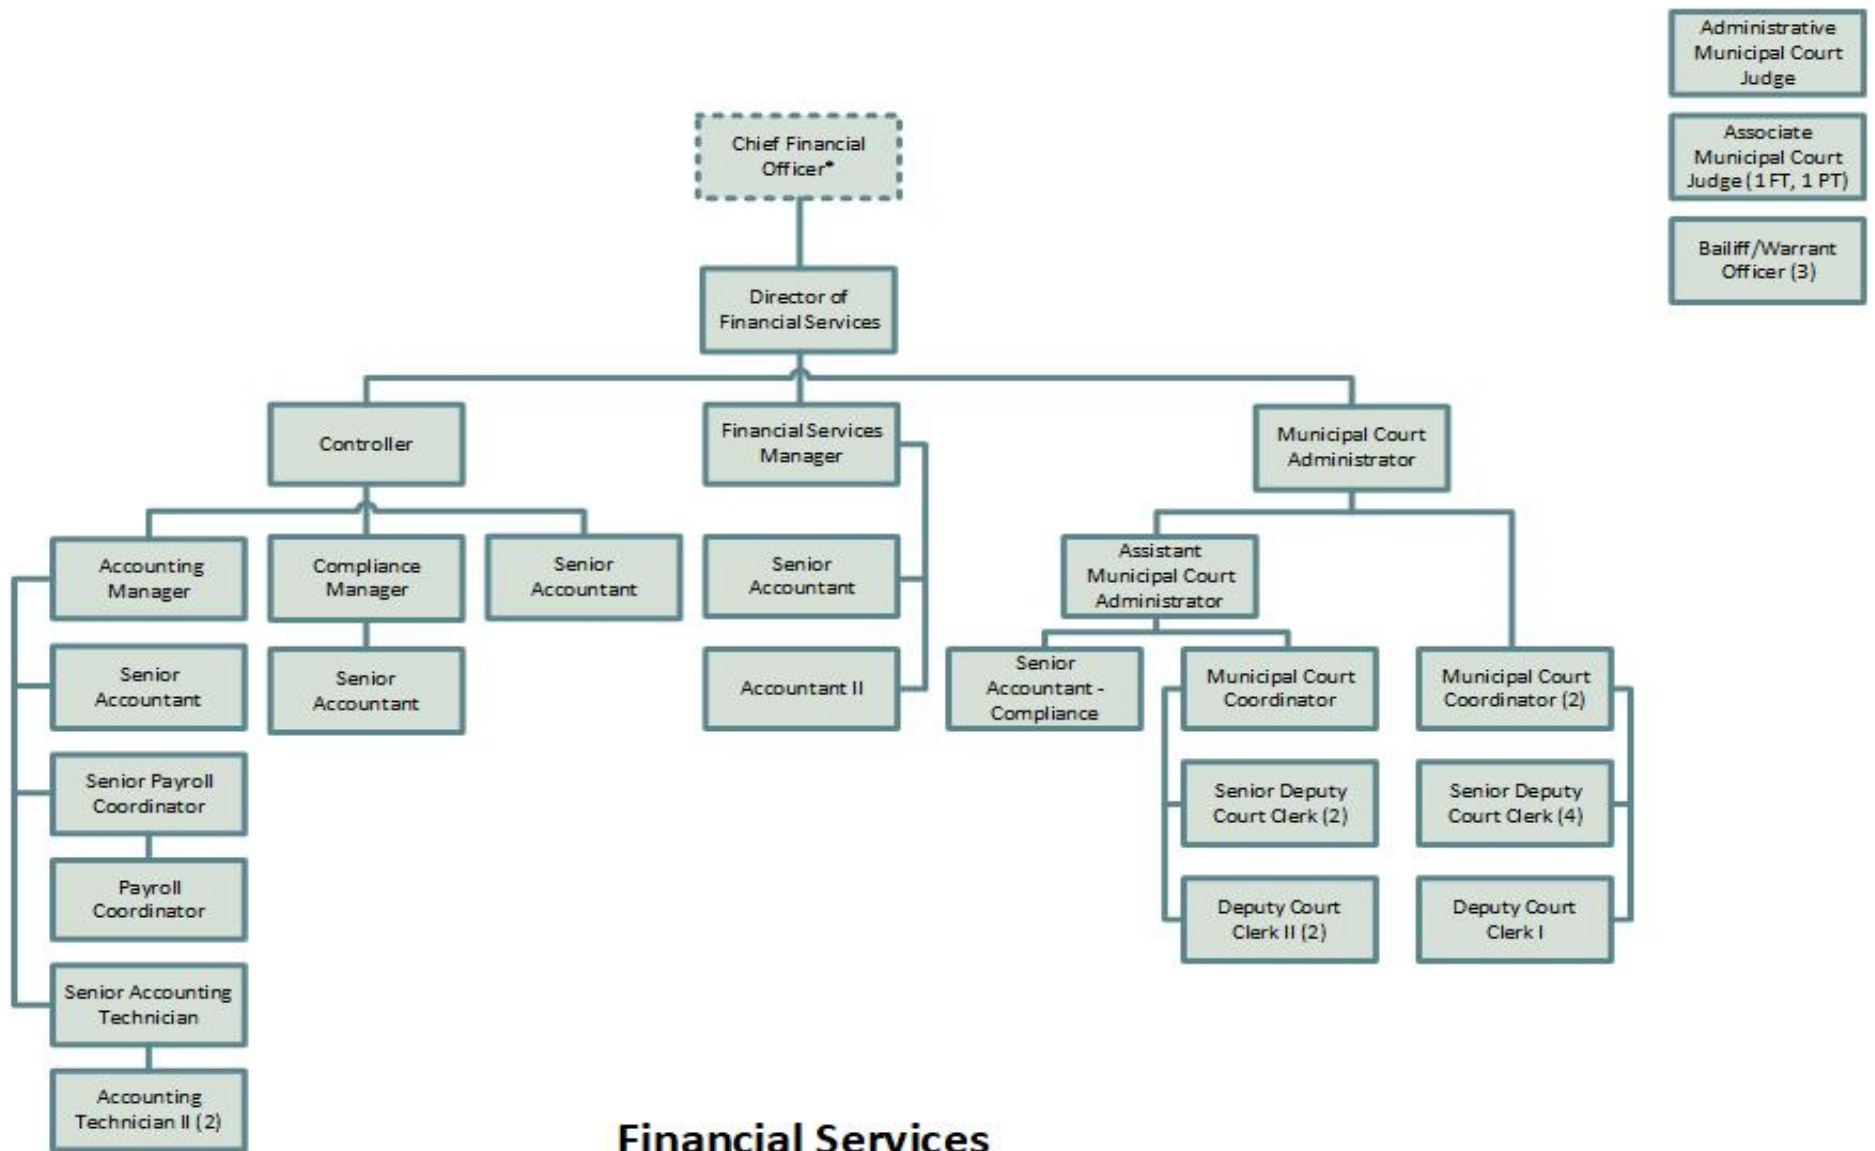 Administrative
Municipal Court
Judge
Associate
Municipal Court
Judge (1 FT, 1 PT)
Bailiff/Warrant
Officer (3)
Chief Financial
Officer*
Director of
Financial Services
Controller
Financial Services
Manager
Municipal Court
Administrator
Accounting
Manager
Compliance
Manager
Senior
Accountant
Senior
Accountant
Assistant
Municipal Court
Administrator
Senior
Accountant
Senior
Accountant
Accountant II
Senior
Accountant -
Compliance
Municipal Court
Coordinator
Municipal Court
Coordinator (2)
Senior Payroll
Coordinator
Senior Deputy
Court Clerk (2)
Senior Deputy
Court Clerk (4)
Payroll
Coordinator
Deputy Court
Clerk II (2)
Deputy Court
Clerk I
Senior Accounting
Technician
Accounting
Technician II (2)
Financial Services